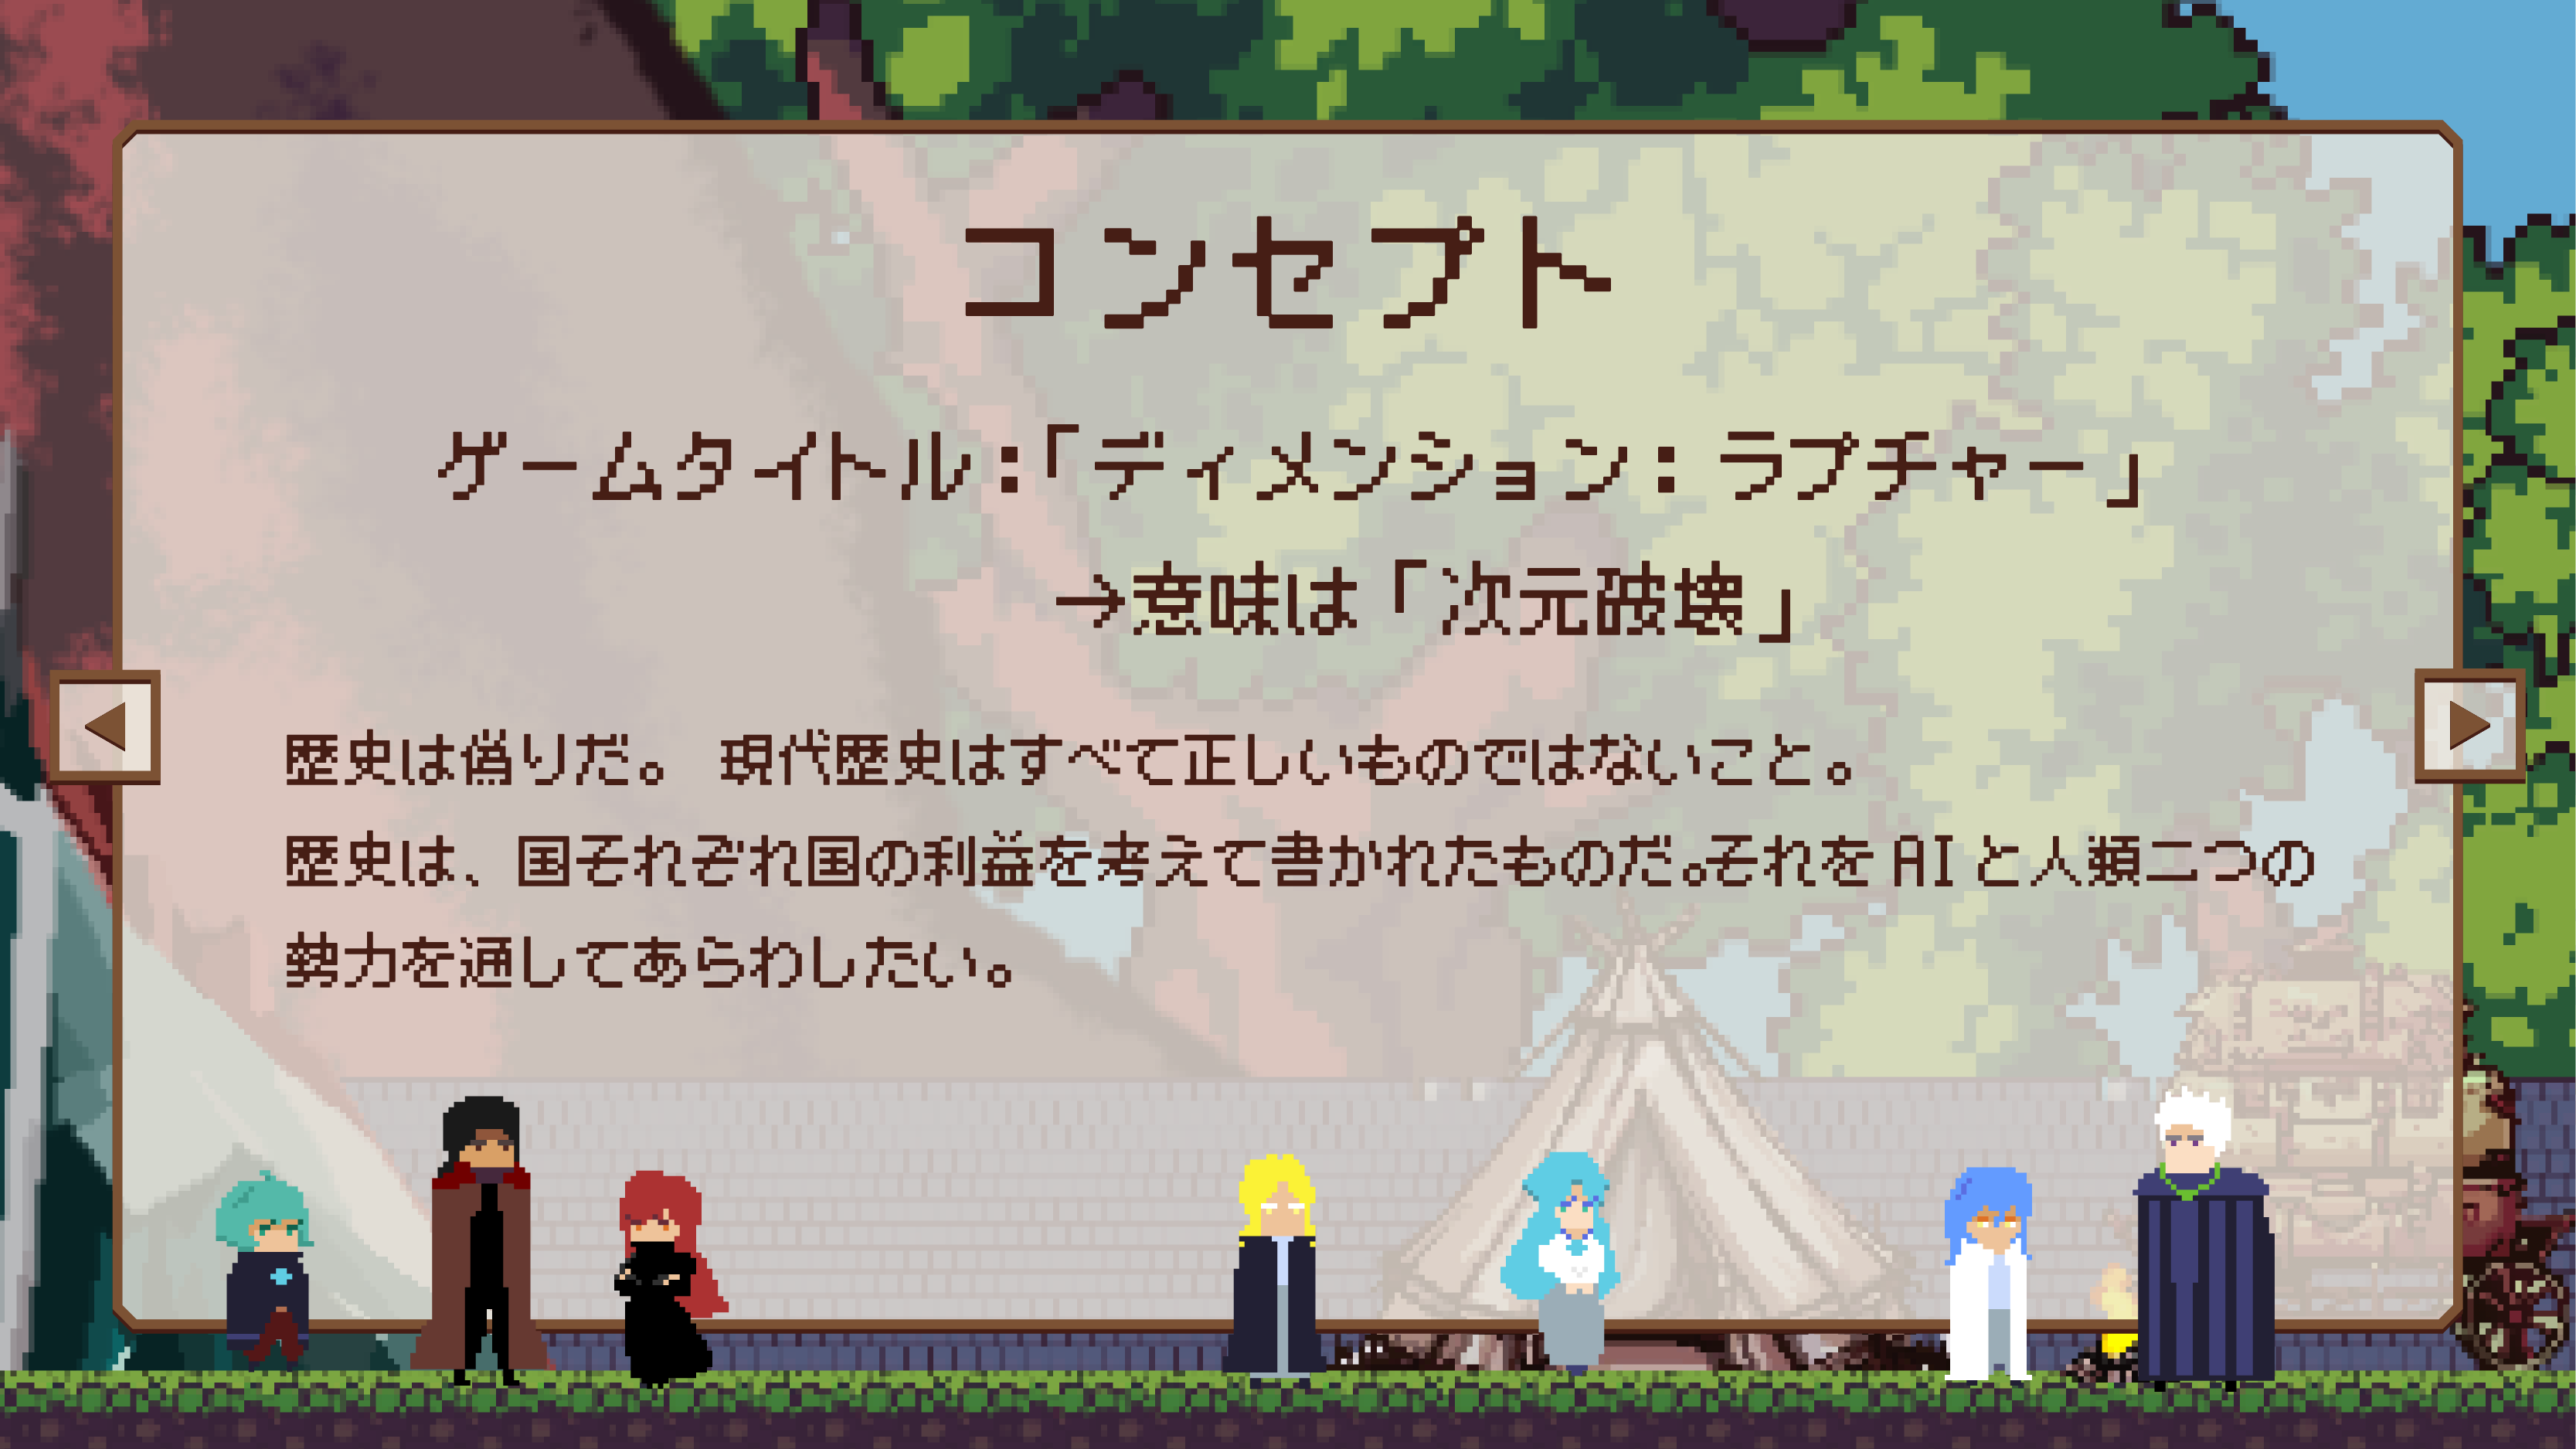 コンセプト
ゲームタイトル：「ディメンション：ラプチャー」
→意味は「次元破壊」
歴史は偽りだ。　現代歴史はすべて正しいものではないこと。
歴史は、国それぞれ国の利益を考えて書かれたものだ。それを AI と人類二つの
勢力を通してあらわしたい。